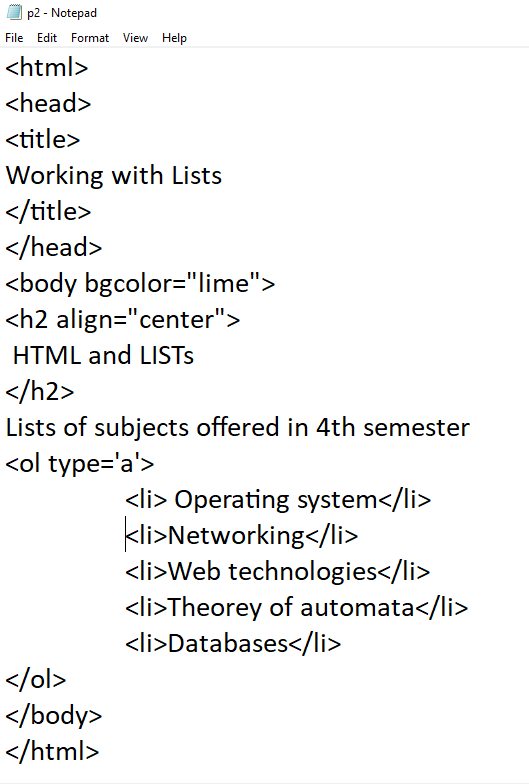 p2 - Notepad
File Edit Format View Help
<html>
<head>
<title>
Working with Lists
</title>
</head>
<body bgcolor="lime">
<h2 align="center">
HTML and LISTs
</h2>
Lists of subjects offered in 4th semester
<ol type='a'>
<li> Operating system</li>
<li>Networking</li>
<li>Web technologies</li>
<li>Theorey of automata</li>
<li>Databases</li>
</ol>
</body>
</html>